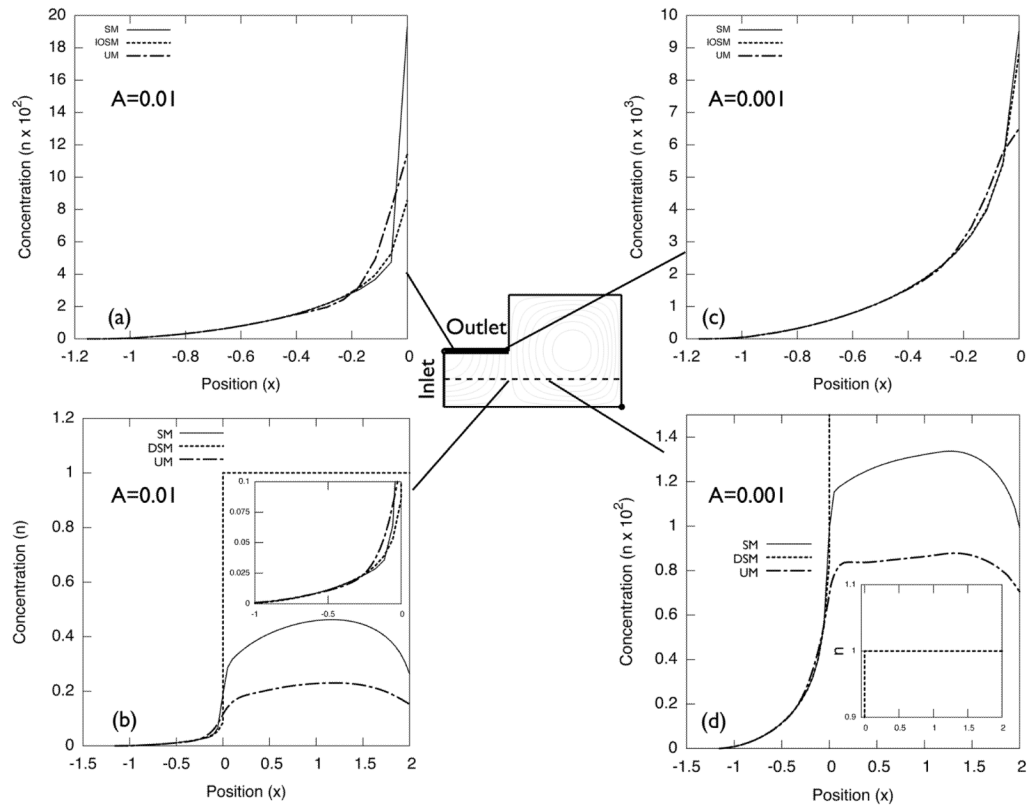 20
18
16
14
12
10
8
6
4
2
0
Concentration (n x 10²)
SM
IOSM
UM
A=0.01
(a)
-1.2
-1
-0.8
-0.6
-0.4
-0.2
0
Position (x)
10
9
8
7
6
5
4
3
2
1
0
Concentration (n x 10³)
SM
IOSM
UM
A=0.001
(c)
-1.2
-1
-0.8
-0.6
-0.4
-0.2
0
Position (x)
Outlet
Inlet
1.2
1
0.8
0.6
0.4
0.2
0
Concentration (n)
SM
DSM
UM
A=0.01
0.1
0.075
0.05
0.025
0
-1
-0.5
0
(b)
-1.5
-1
-0.5
0
0.5
1
1.5
2
Position (x)
1.4
1.2
1
0.8
0.6
0.4
0.2
0
Concentration (n x 10²)
A=0.001
SM
DSM
UM
1.1
1
0.9
n
0
0.5
1
1.5
2
(d)
-1.5
-1
-0.5
0
0.5
1
1.5
2
Position (x)